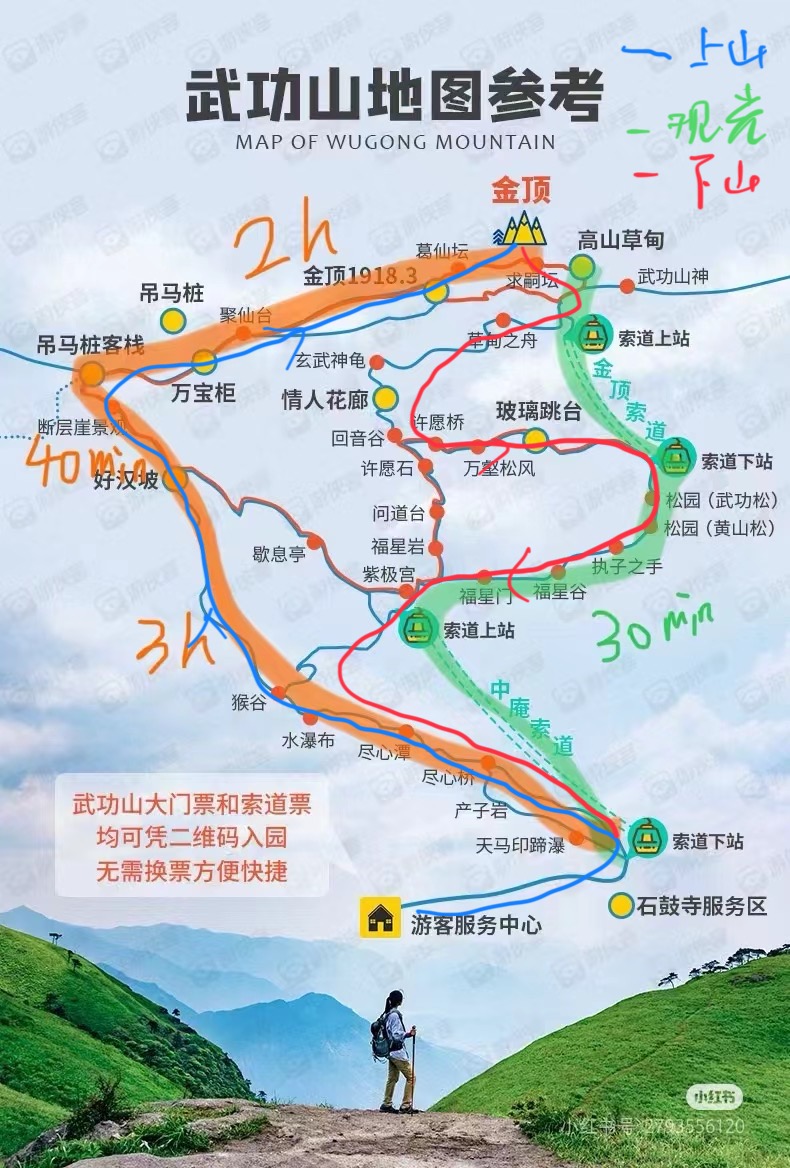 一上山
武功山地图参考
MAP OF WUGONG MOUNTAIN
-观光
-下山
金顶
2h
葛仙坛
高山草甸
金顶1918.3
求嗣坛
武功山神
吊马桩
聚仙台
草甸之舟
索道上站
吊马桩客栈
玄武神龟
金顶索道
万宝柜
情人花廊
玻璃跳台
断层崖景观
许愿桥
回音谷
40min
好汉坡
许愿石
万壑松风
索道下站
松园（武功松）
问道台
松园（黄山松）
歇息亭
福星岩
执子之手
紫极宫
福星门
福星谷
3h
索道上站
30min
猴谷
中庵索道
水瀑布
尽心潭
尽心桥
武功山大门票和索道票
均可凭二维码入园
无需换票方便快捷
产子岩
天马印蹄瀑
索道下站
游客服务中心
石鼓寺服务区
小红书
小红书号 2793556120
游侠客